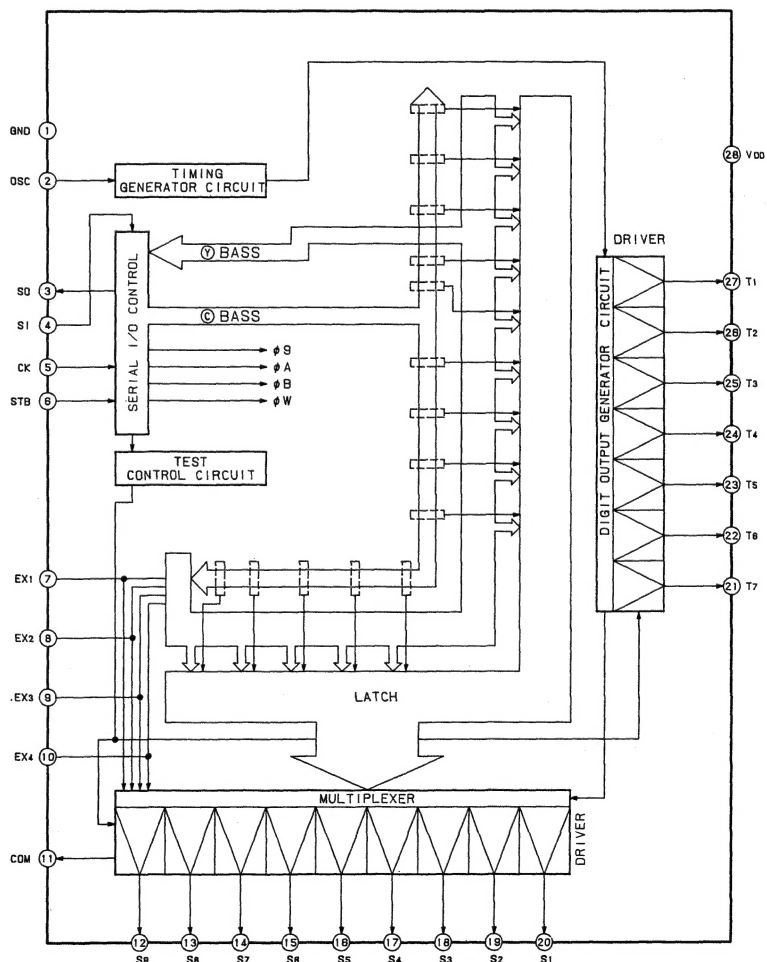 GND 1
OSC 2
TIMING
GENERATOR CIRCUIT
28 VDD
DRIVER
Y BASS
SO 3
SI 4
C BASS
SERIAL I/O CONTROL
CK 5
STB 6
φ9
φA
φB
φW
TEST
CONTROL CIRCUIT
DIGIT OUTPUT GENERATOR CIRCUIT
27 T1
26 T2
25 T3
24 T4
23 T5
22 T6
21 T7
EX1 7
EX2 8
.EX3 9
EX4 10
LATCH
MULTIPLEXER
DRIVER
COM 11
12 13 14 15 16 17 18 19 20
S9 S8 S7 S6 S5 S4 S3 S2 S1